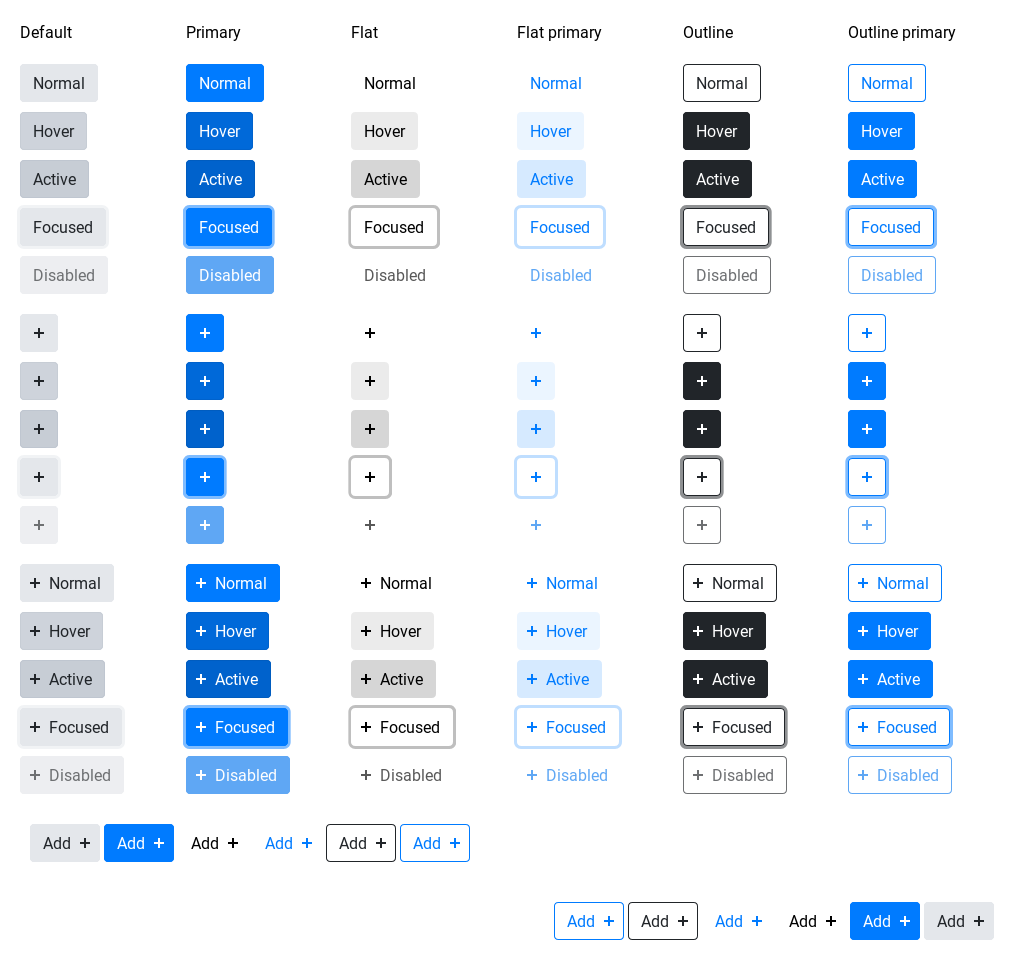 Default Primary Flat Flat primary Outline Outline primary
Normal Normal Normal Normal Normal Normal
Hover Hover Hover Hover Hover Hover
Active Active Active Active Active Active
Focused Focused Focused Focused Focused Focused
Disabled Disabled Disabled Disabled Disabled Disabled
+ + + + + +
+ + + + + +
+ + + + + +
+ + + + + +
+ + + + + +
+ Normal + Normal + Normal + Normal + Normal + Normal
+ Hover + Hover + Hover + Hover + Hover + Hover
+ Active + Active + Active + Active + Active + Active
+ Focused + Focused + Focused + Focused + Focused + Focused
+ Disabled + Disabled + Disabled + Disabled + Disabled + Disabled
Add + Add + Add + Add + Add + Add +
Add + Add + Add + Add + Add + Add +